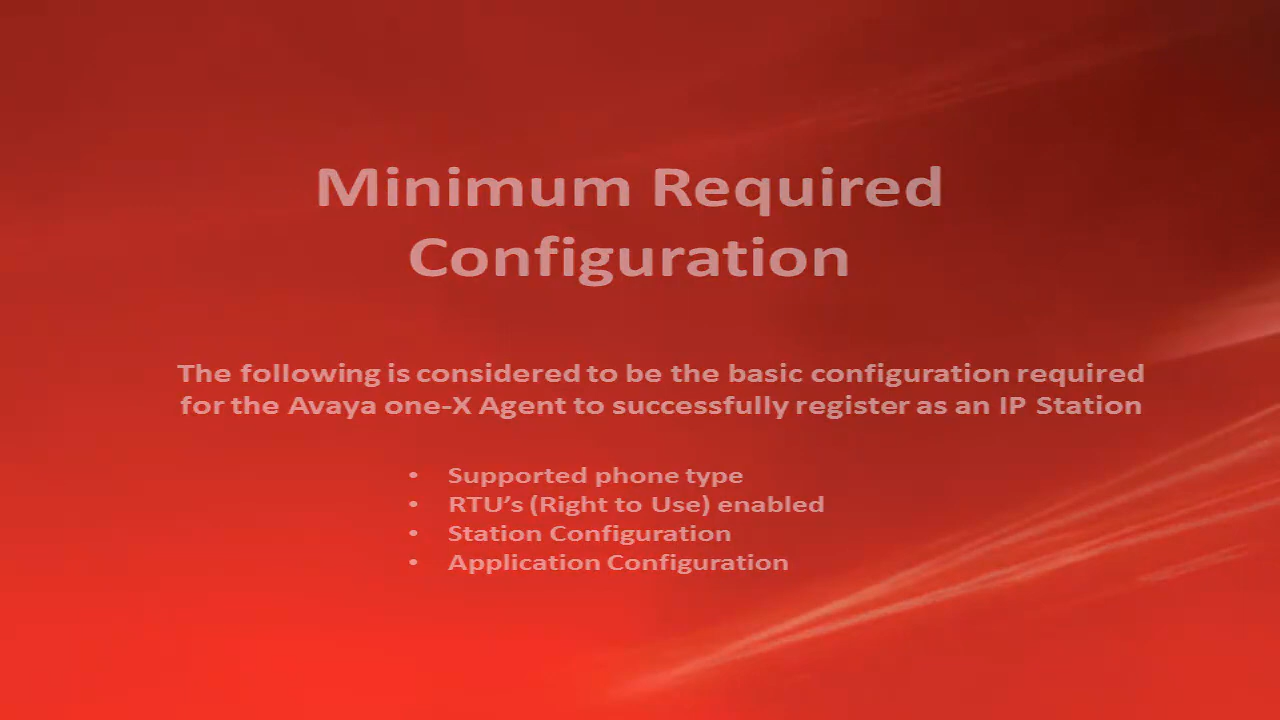 Minimum Required
Configuration
The following is considered to be the basic configuration required
for the Avaya one-X Agent to successfully register as an IP Station
• Supported phone type
• RTU’s (Right to Use) enabled
• Station Configuration
• Application Configuration